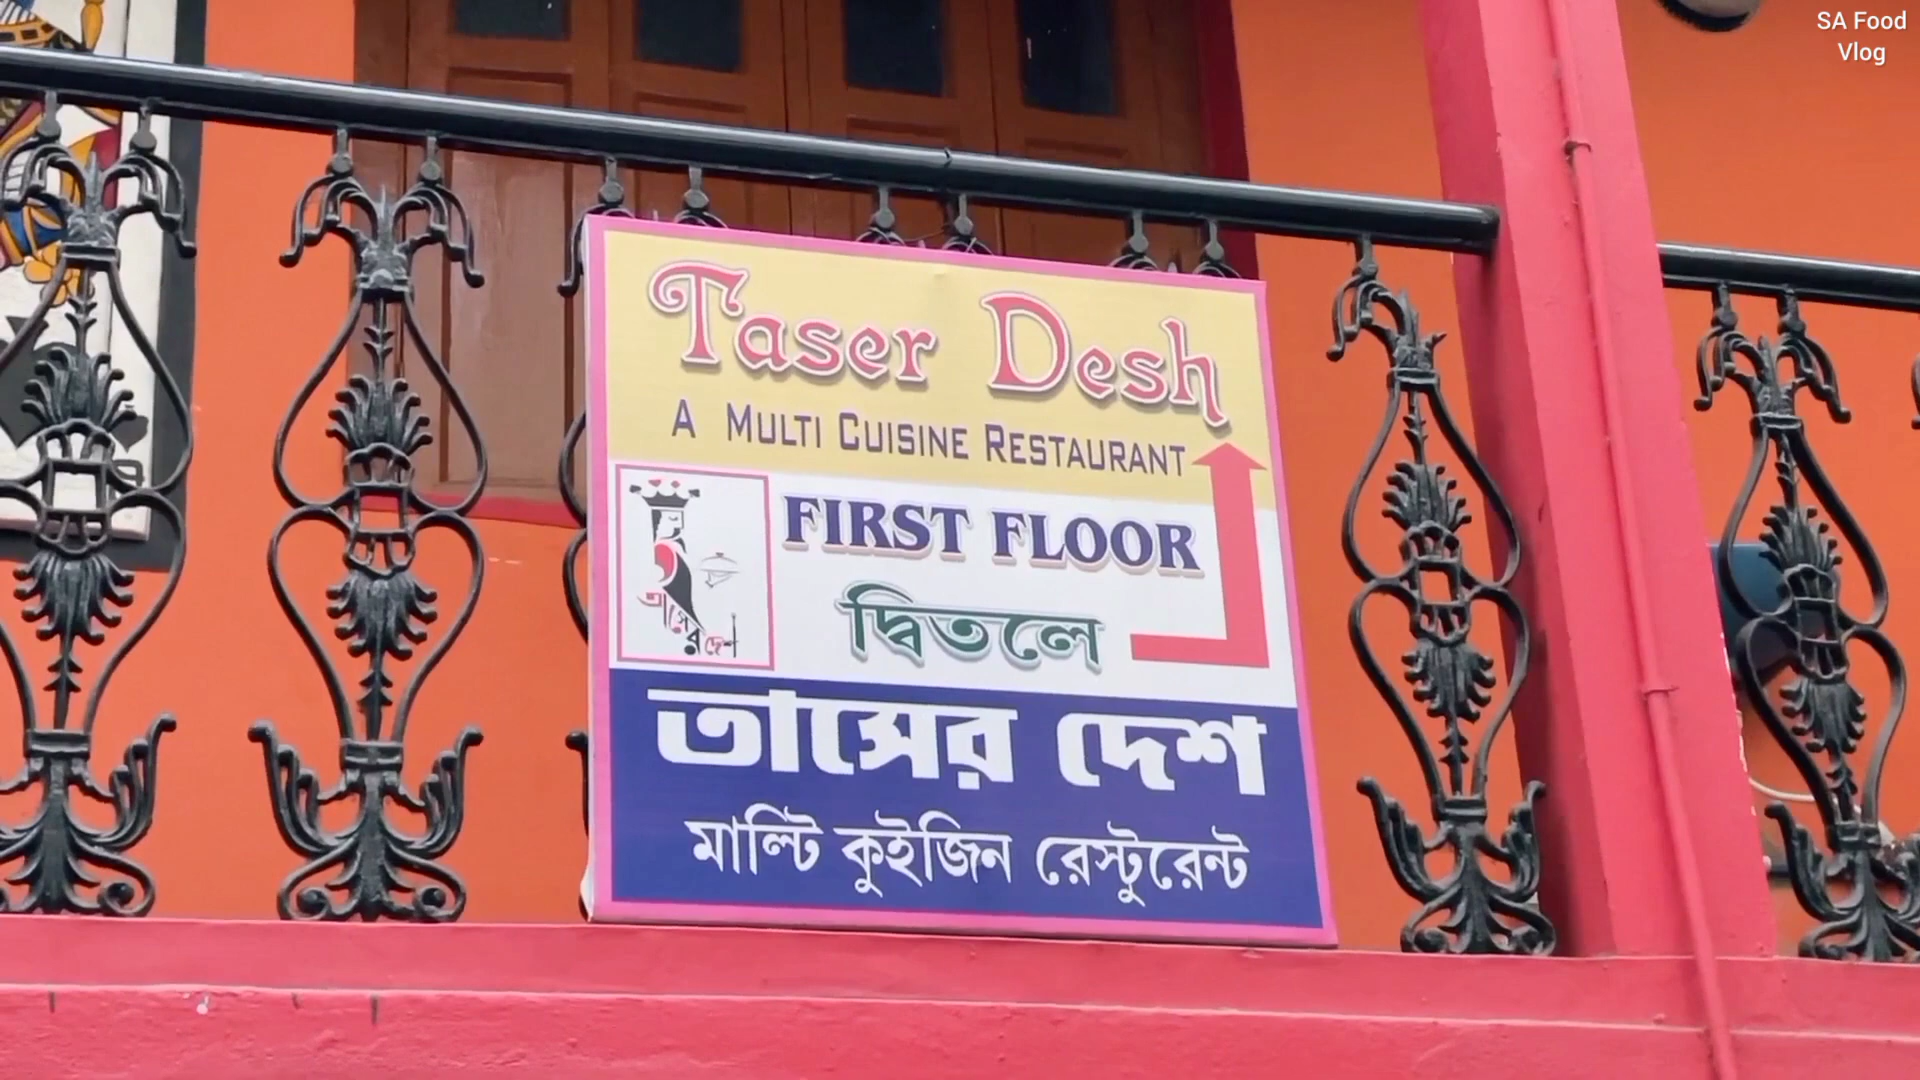 SA Food
Vlog
Taser Desh
A MULTI CUISINE RESTAURANT
FIRST FLOOR
তাসের দেশ
দ্বিতলে
তাসের দেশ
মাল্টি কুইজিন রেস্টুরেন্ট